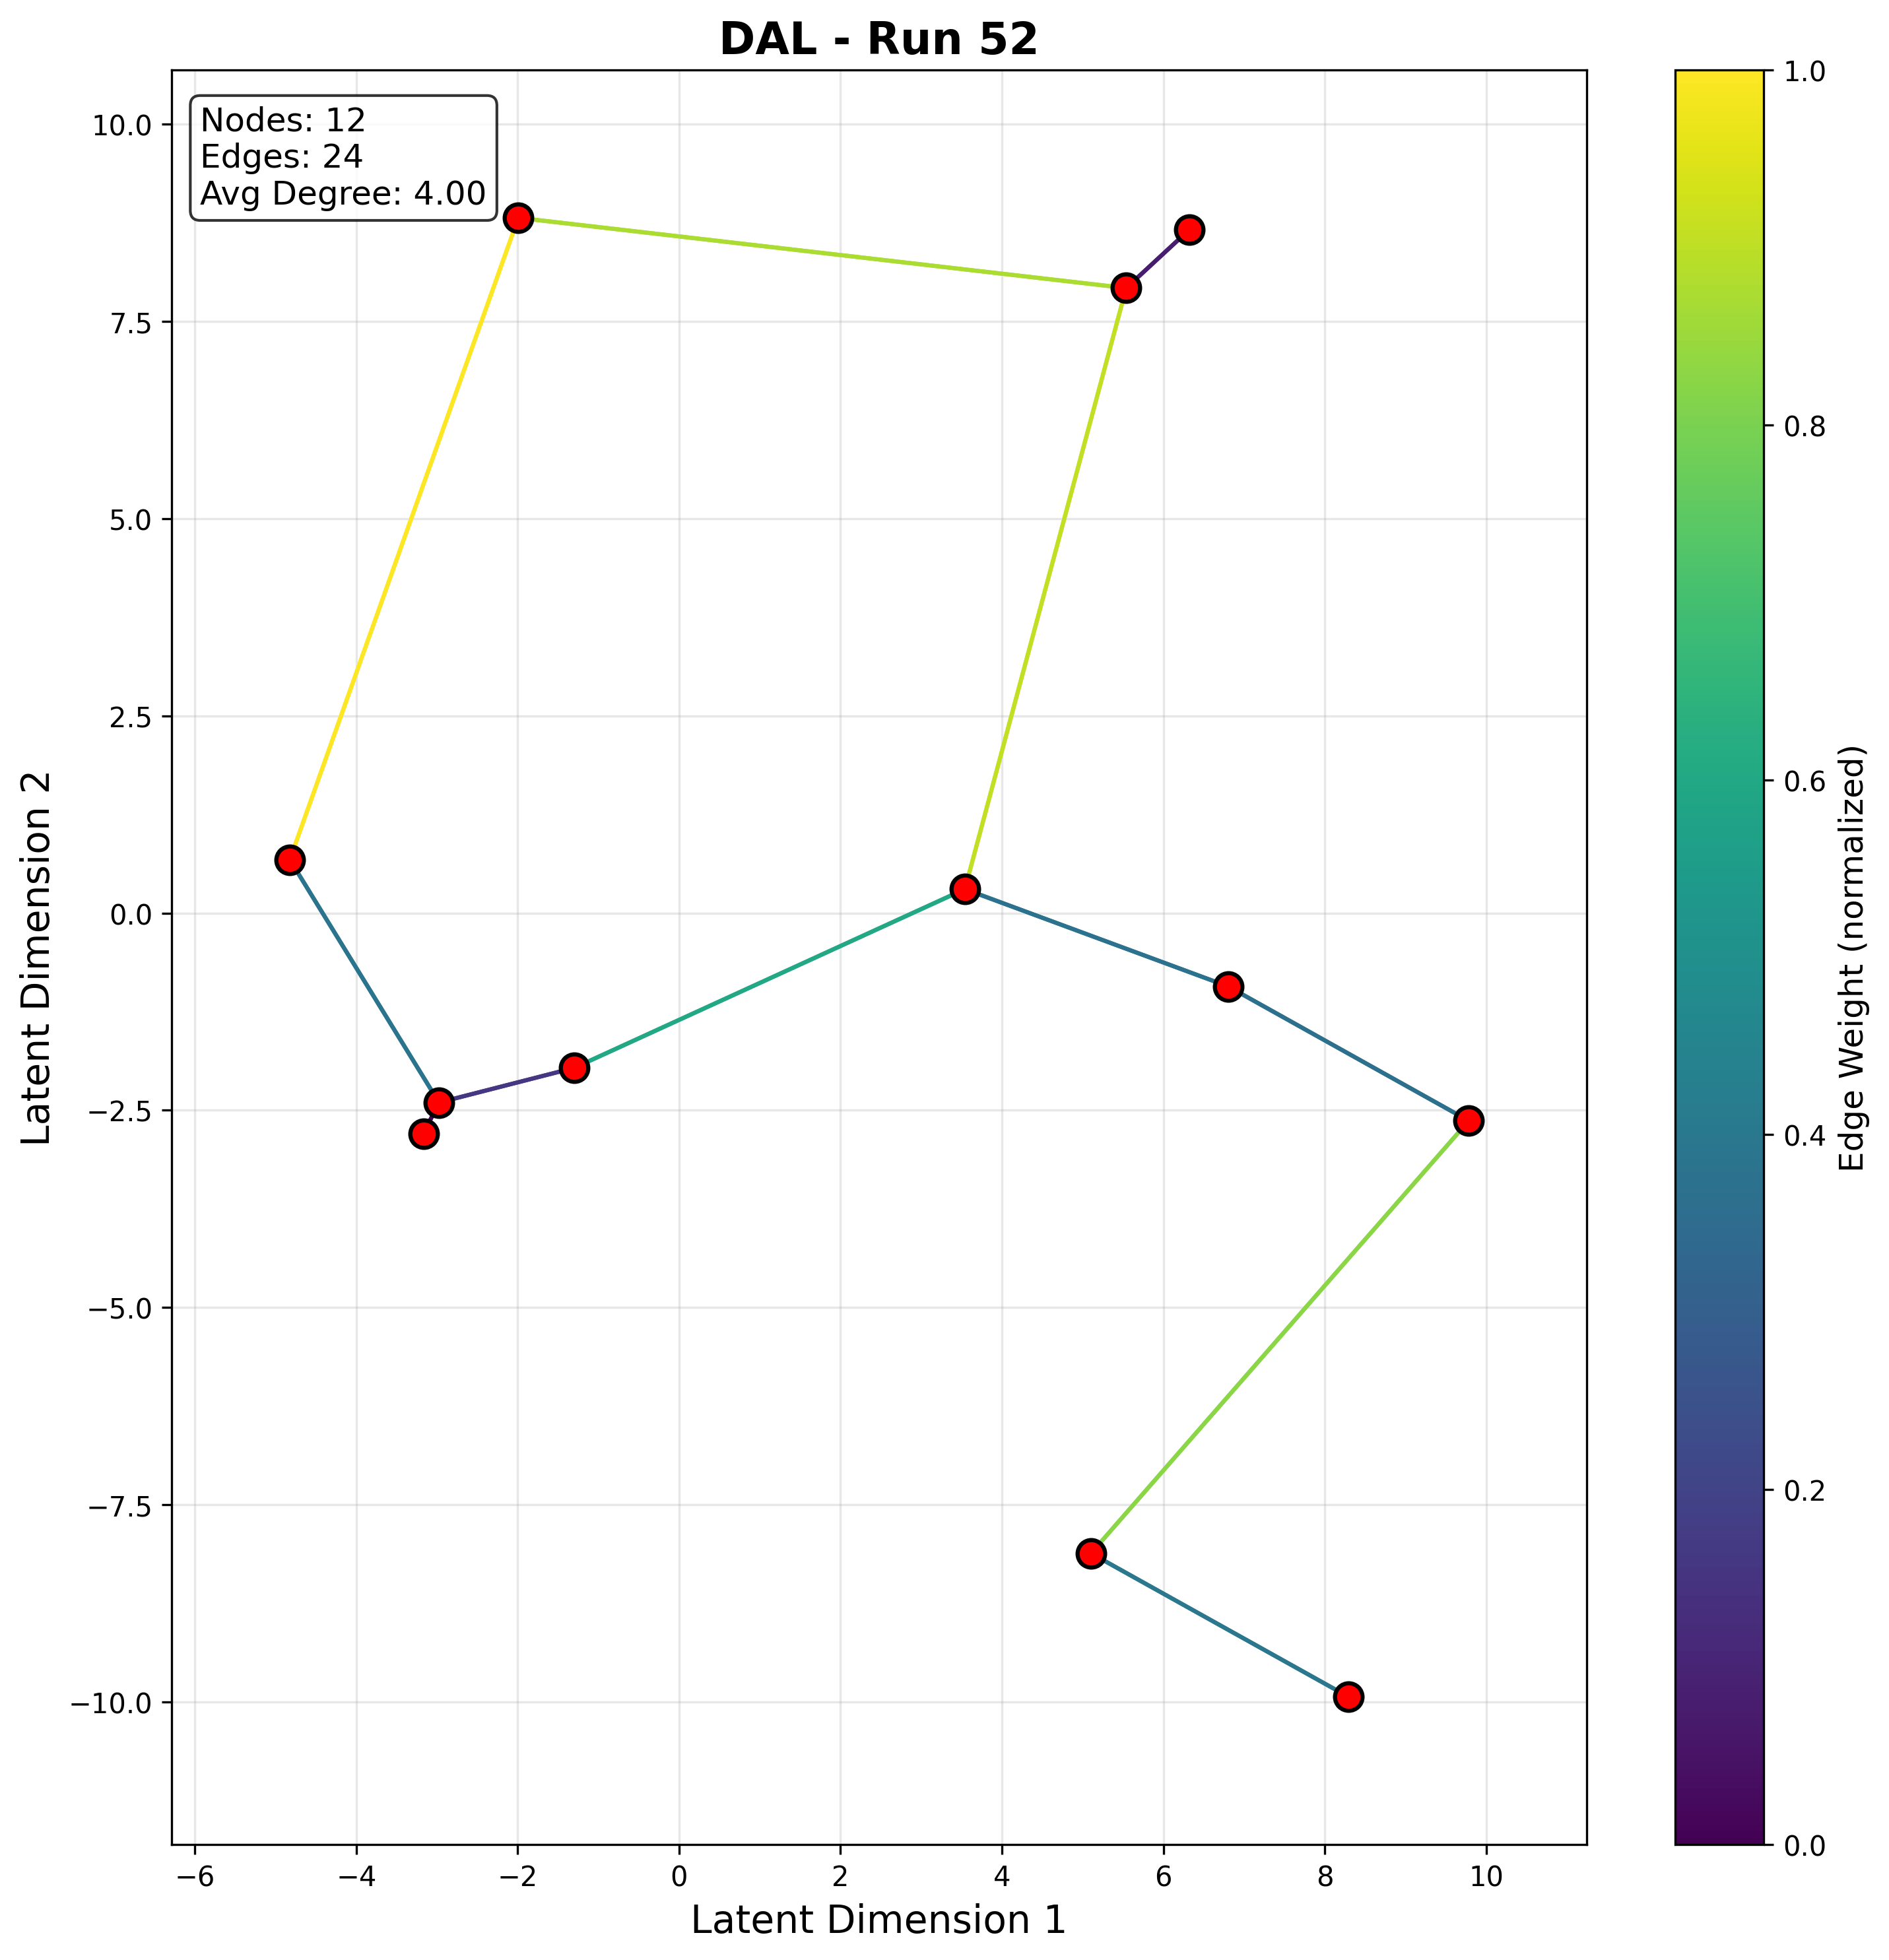 DAL - Run 52
Nodes: 12
Edges: 24
Avg Degree: 4.00
10.0
7.5
5.0
2.5
0.0
−2.5
−5.0
−7.5
−10.0
Latent Dimension 2
−6 −4 −2 0 2 4 6 8 10
Latent Dimension 1
1.0
0.8
0.6
0.4
0.2
0.0
Edge Weight (normalized)